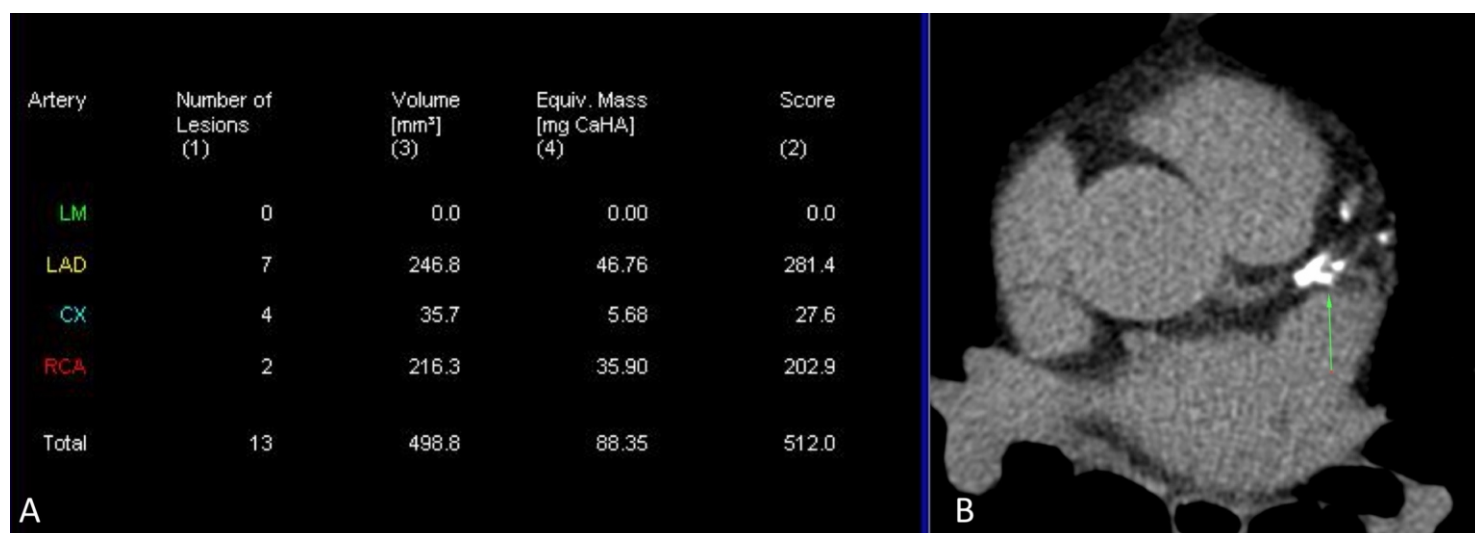 Artery Number of Lesions (1) Volume [mm³] (3) Equiv. Mass [mg CaHA] (4) Score (2)
LM 0 0.0 0.00 0.0
LAD 7 246.8 46.76 281.4
CX 4 35.7 5.68 27.6
RCA 2 216.3 35.90 202.9
Total 13 498.8 88.35 512.0
A
B